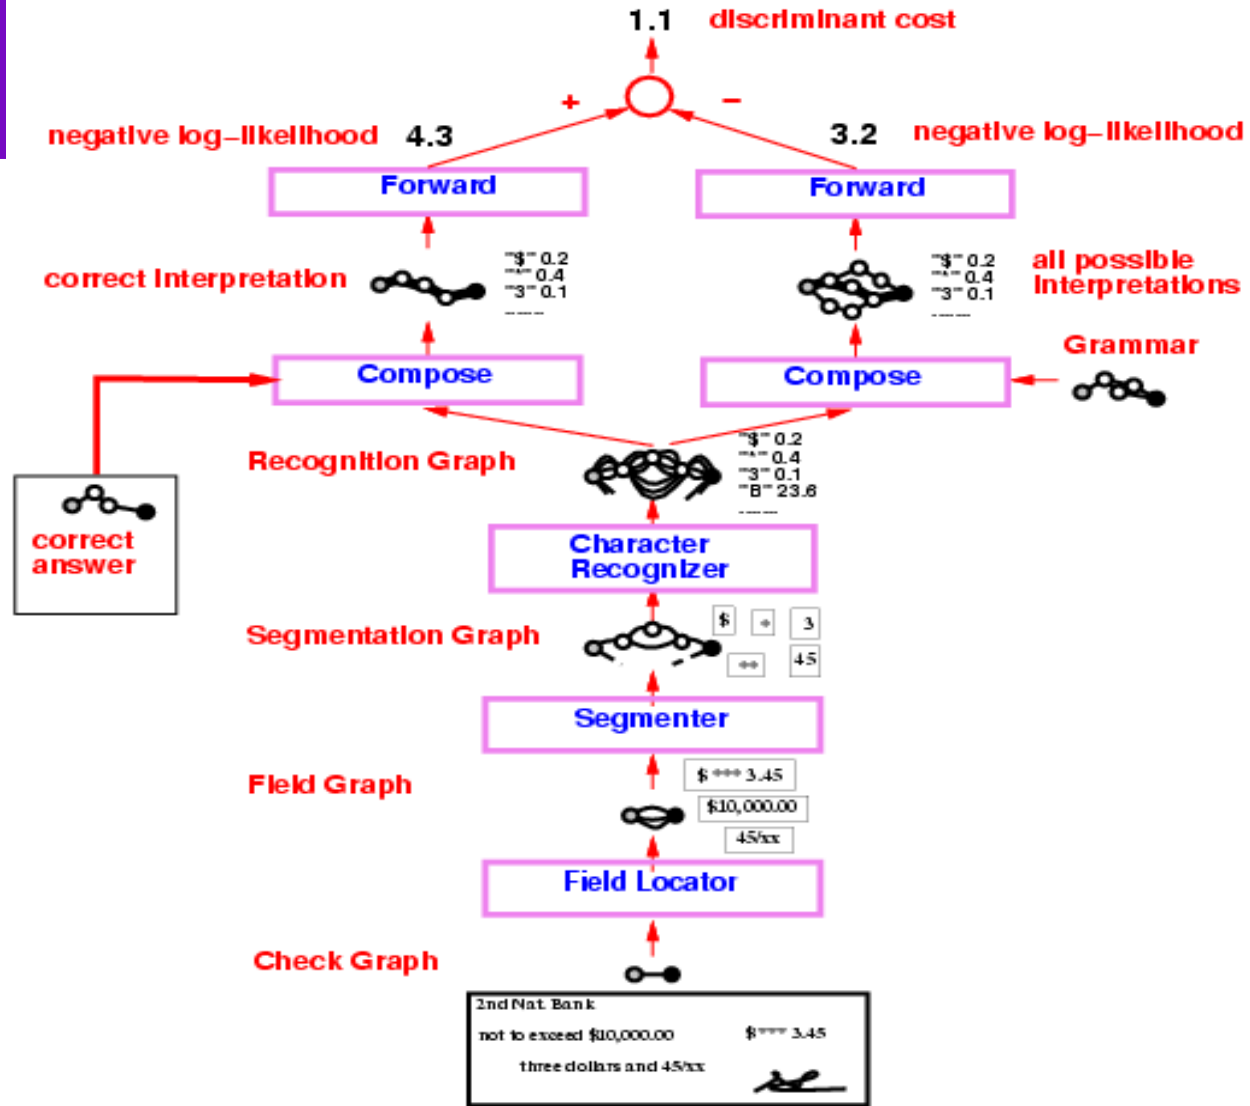 1.1 discriminant cost
+ −
negative log-likelihood 4.3
3.2 negative log-likelihood
Forward
Forward
correct Interpretation
"$" 0.2
"*" 0.4
"3" 0.1
-----
"$" 0.2
"*" 0.4
"3" 0.1
-----
all possible
Interpretations
Grammar
Compose
Compose
Recognition Graph
"$" 0.2
"*" 0.4
"3" 0.1
"B" 23.6
-----
correct
answer
Character
Recognizer
Segmentation Graph
$ * 3
** 45
Segmenter
Field Graph
$ *** 3.45
$10,000.00
45/xx
Field Locator
Check Graph
2nd Nat. Bank
not to exceed $10,000.00 $*** 3.45
three dollars and 45/xx